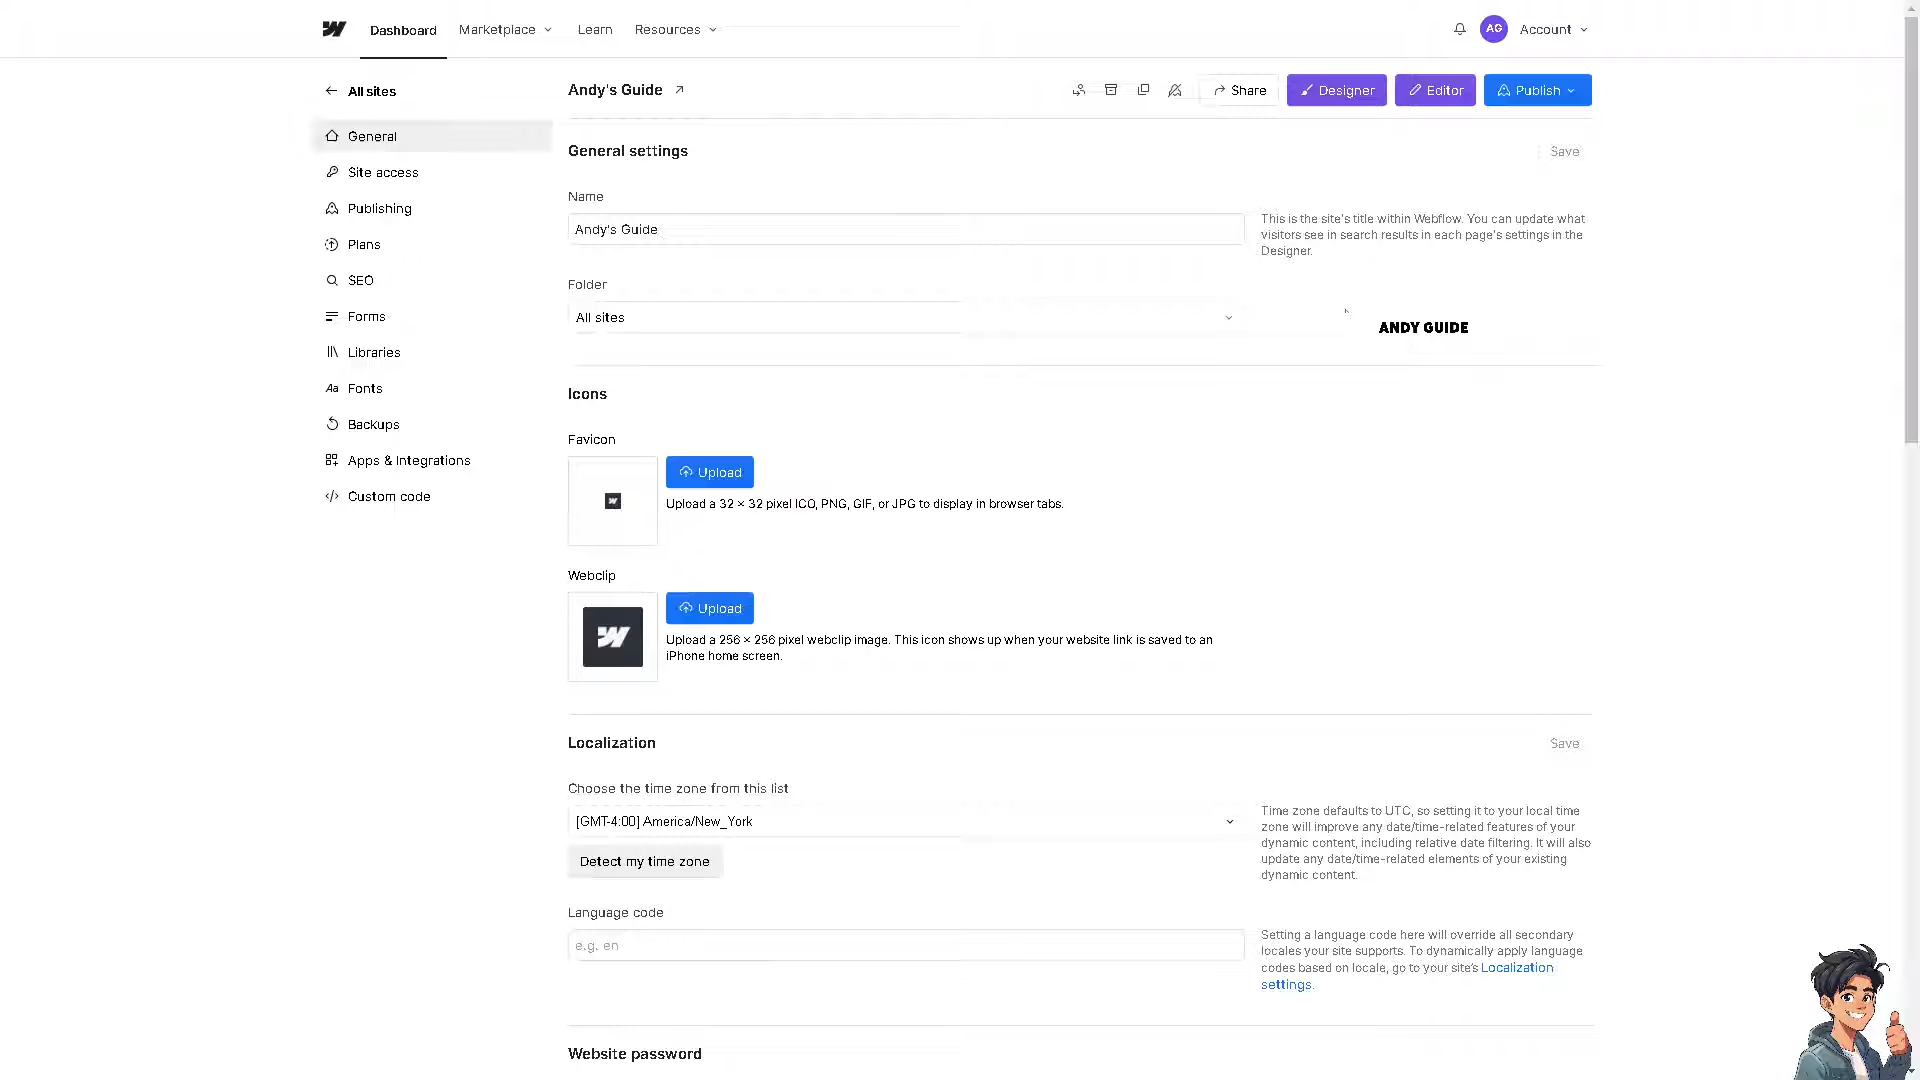 Dashboard Marketplace Learn Resources AG Account
All sites
Andy's Guide Share Designer Editor Publish
General
Site access
Publishing
Plans
SEO
Forms
Libraries
Aa Fonts
Backups
Apps & Integrations
</> Custom code
General settings Save
Name
Andy's Guide
This is the site's title within Webflow. You can update what
visitors see in search results in each page's settings in the
Designer.
Folder
All sites
ANDY GUIDE
Icons
Favicon
Upload
Upload a 32 × 32 pixel ICO, PNG, GIF, or JPG to display in browser tabs.
Webclip
Upload
Upload a 256 × 256 pixel webclip image. This icon shows up when your website link is saved to an
iPhone home screen.
Localization Save
Choose the time zone from this list
[GMT-4:00] America/New_York
Detect my time zone
Time zone defaults to UTC, so setting it to your local time
zone will improve any date/time-related features of your
dynamic content, including relative date filtering. It will also
update any date/time-related elements of your existing
dynamic content.
Language code
e.g. en
Setting a language code here will override all secondary
locales your site supports. To dynamically apply language
codes based on locale, go to your site's Localization
settings.
Website password